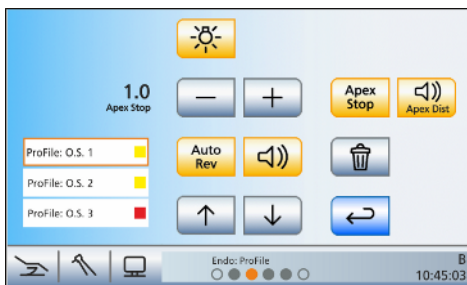 1.0
Apex Stop
Apex
Stop
Apex Dist
ProFile: O.S. 1
ProFile: O.S. 2
ProFile: O.S. 3
Auto
Rev
Endo: ProFile
B
10:45:03